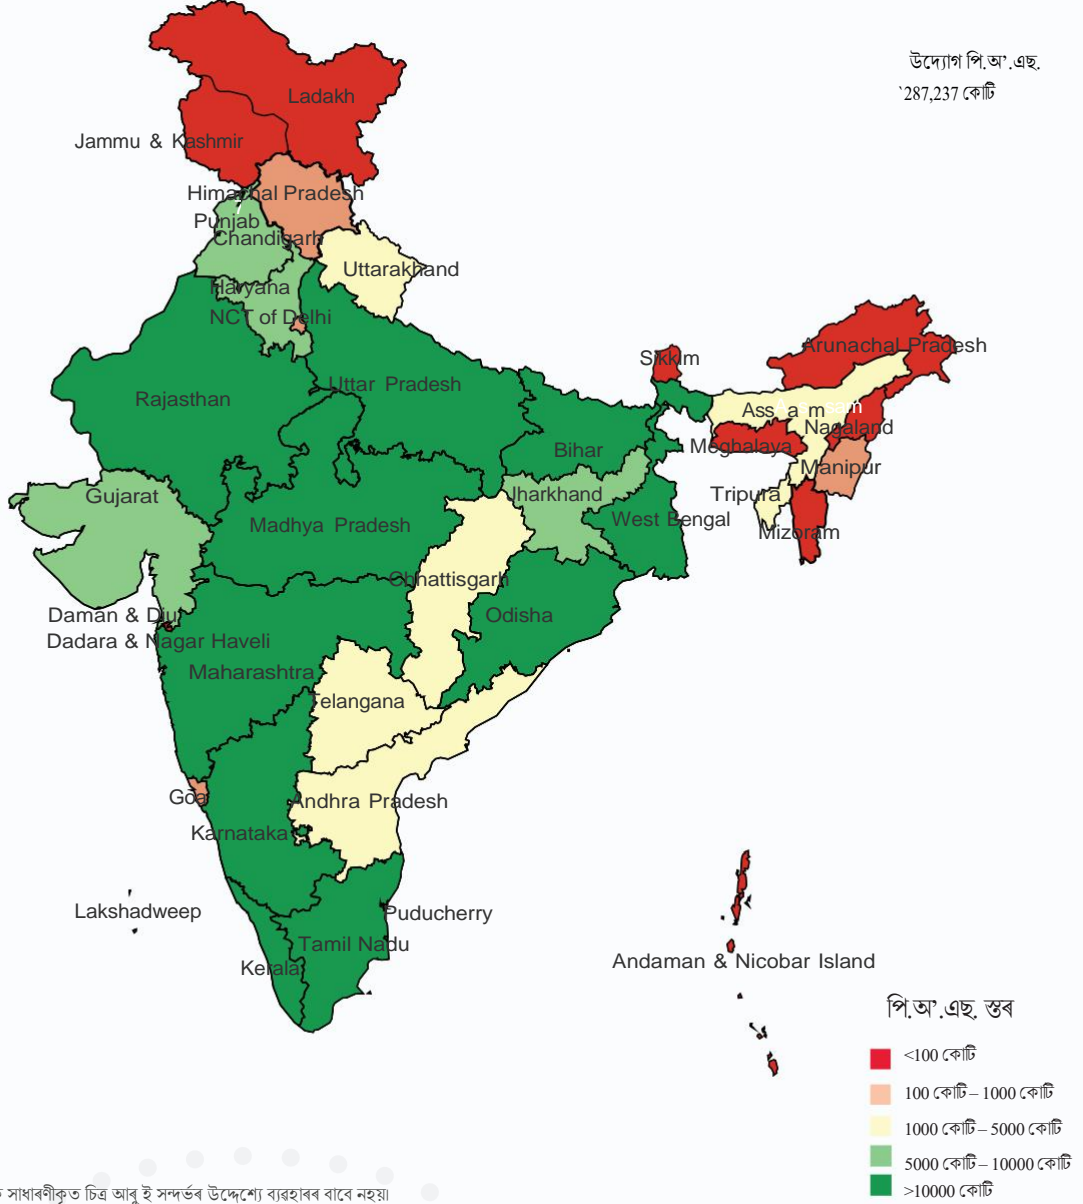 উদ্যোগ পি.অ’.এছ.
`287,237 কোটি
Ladakh
Jammu & Kashmir
Himachal Pradesh
Punjab
Chandigarh
Uttarakhand
Haryana
NCT of Delhi
Arunachal Pradesh
Sikkim
Uttar Pradesh
Rajasthan
Assam
Nagaland
Meghalaya
Bihar
Manipur
Gujarat
Jharkhand
Tripura
Madhya Pradesh
West Bengal
Mizoram
Chhattisgarh
Daman & Diu
Odisha
Dadara & Nagar Haveli
Maharashtra
Telangana
Goa
Andhra Pradesh
Karnataka
Lakshadweep
Puducherry
Tamil Nadu
Kerala
Andaman & Nicobar Island
পি.অ’.এছ. স্তৰ
<100 কোটি
100 কোটি – 1000 কোটি
1000 কোটি – 5000 কোটি
5000 কোটি – 10000 কোটি
>10000 কোটি
সাধাৰণীকৃত চিত্ৰ আৰু ই সন্দৰ্ভৰ উদ্দেশ্যে ব্যৱহাৰৰ বাবে নহয়।